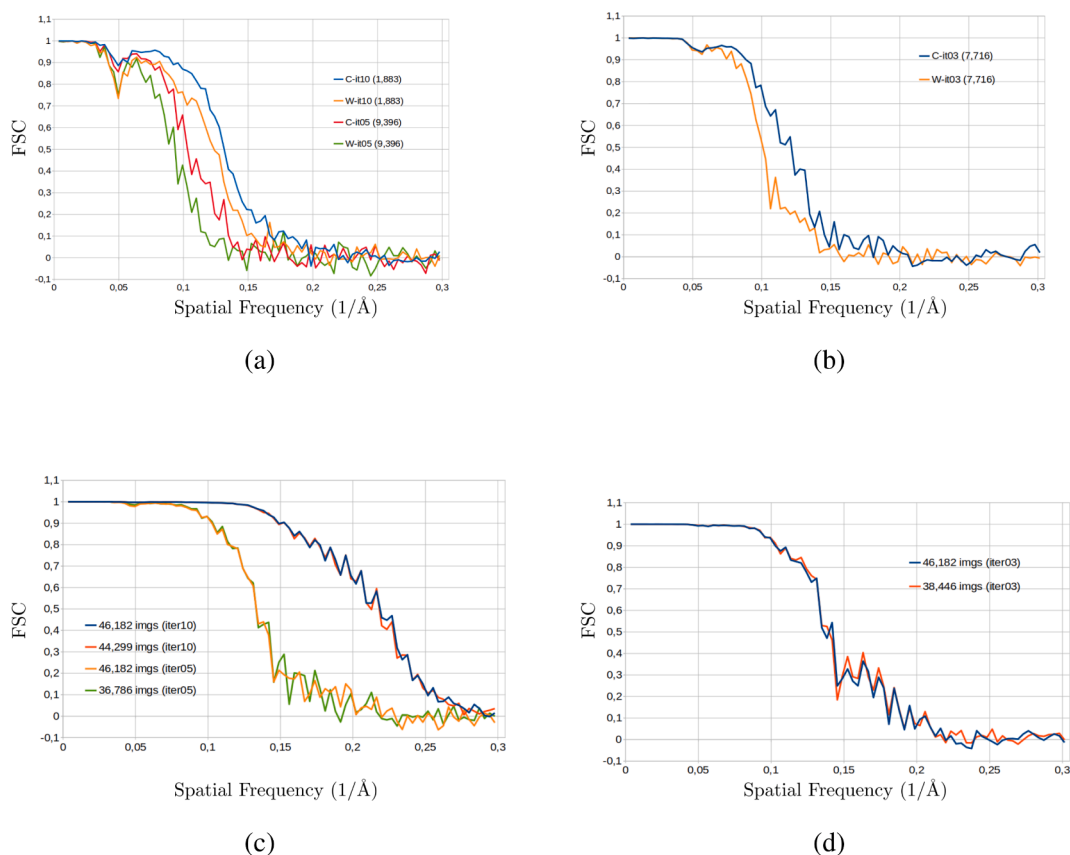 1,1
1
0,9
0,8
0,7
0,6
0,5
0,4
0,3
0,2
0,1
0
-0,1
FSC
C-it10 (1,883)
W-it10 (1,883)
C-it05 (9,396)
W-it05 (9,396)
0 0,05 0,1 0,15 0,2 0,25 0,3
Spatial Frequency (1/Å)
(a)
1,1
1
0,9
0,8
0,7
0,6
0,5
0,4
0,3
0,2
0,1
0
-0,1
FSC
C-it03 (7,716)
W-it03 (7,716)
0 0,05 0,1 0,15 0,2 0,25 0,3
Spatial Frequency (1/Å)
(b)
1,1
1
0,9
0,8
0,7
0,6
0,5
0,4
0,3
0,2
0,1
0
-0,1
FSC
46,182 imgs (iter10)
44,299 imgs (iter10)
46,182 imgs (iter05)
36,786 imgs (iter05)
0 0,05 0,1 0,15 0,2 0,25 0,3
Spatial Frequency (1/Å)
(c)
1,1
1
0,9
0,8
0,7
0,6
0,5
0,4
0,3
0,2
0,1
0
-0,1
FSC
46,182 imgs (iter03)
38,446 imgs (iter03)
0 0,05 0,1 0,15 0,2 0,25 0,3
Spatial Frequency (1/Å)
(d)